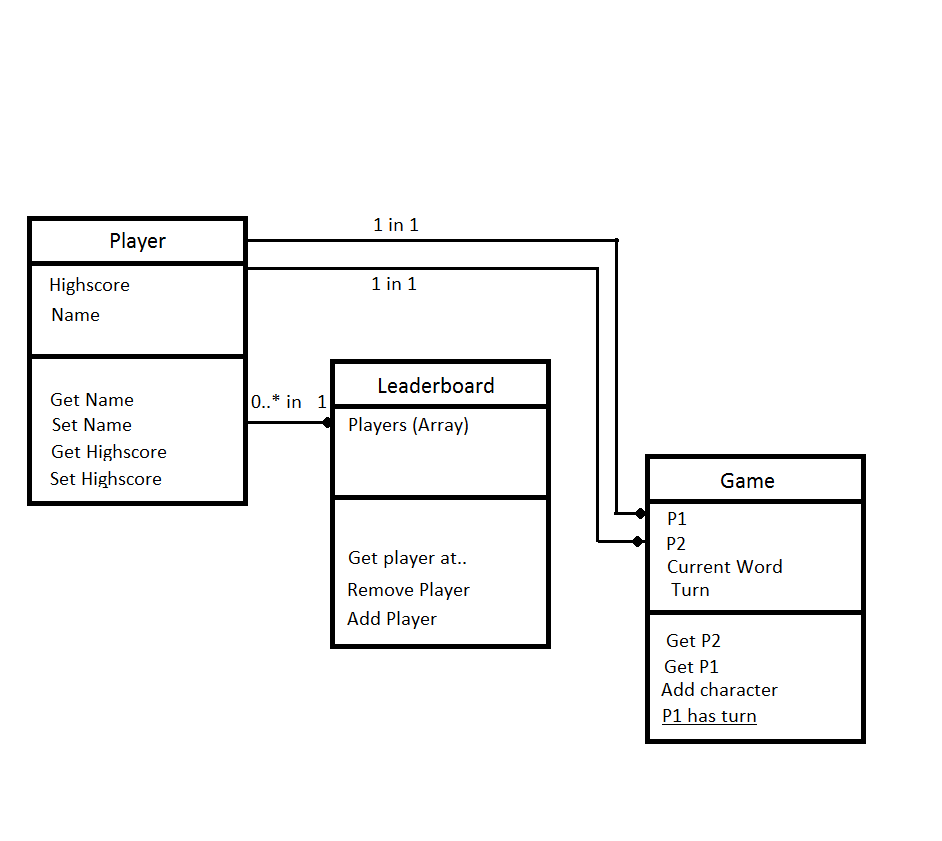 1 in 1
Player
1 in 1
Highscore
Name
Get Name
Set Name
Get Highscore
Set Highscore
0..* in 1
Leaderboard
Players (Array)
Get player at..
Remove Player
Add Player
Game
P1
P2
Current Word
Turn
Get P2
Get P1
Add character
P1 has turn